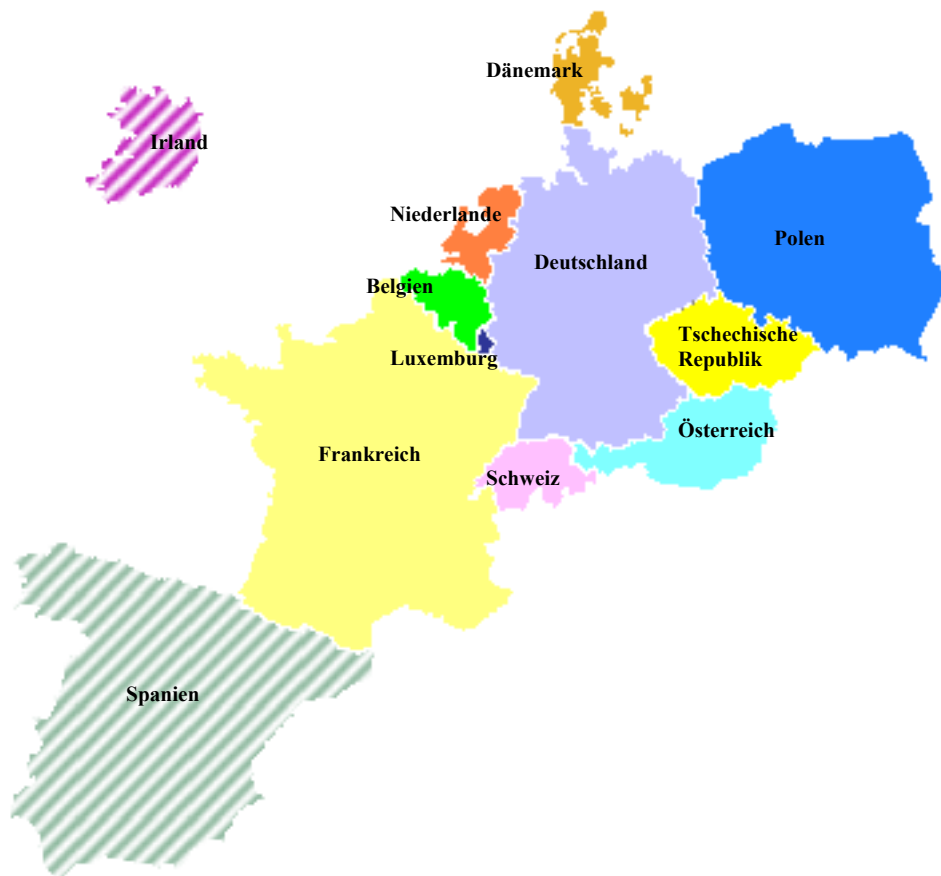 Dänemark
Irland
Niederlande
Polen
Deutschland
Belgien
Tschechische
Republik
Luxemburg
Österreich
Frankreich
Schweiz
Spanien